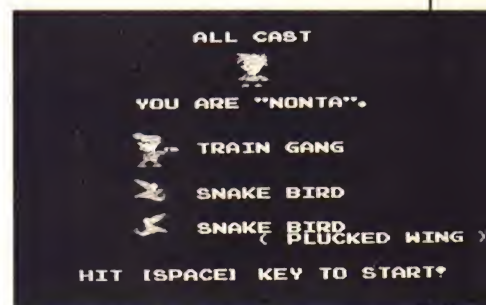 ALL CAST
YOU ARE "NONTA".
TRAIN GANG
SNAKE BIRD
SNAKE BIRD
( PLUCKED WING )
HIT [SPACE] KEY TO START?